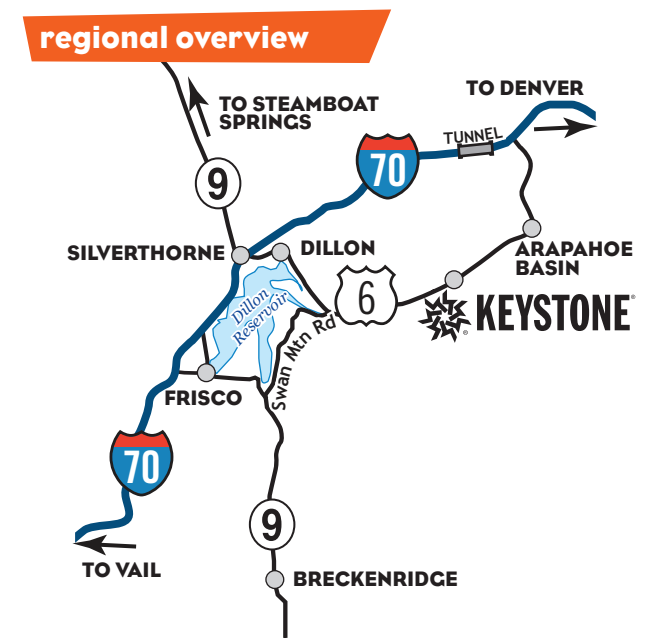 regional overview
TO DENVER
TO STEAMBOAT
SPRINGS
TUNNEL
70
9
SILVERTHORNE
DILLON
ARAPAHOE
BASIN
6
Dillon
Reservoir
KEYSTONE®
Swan Mtn Rd
FRISCO
70
9
TO VAIL
BRECKENRIDGE